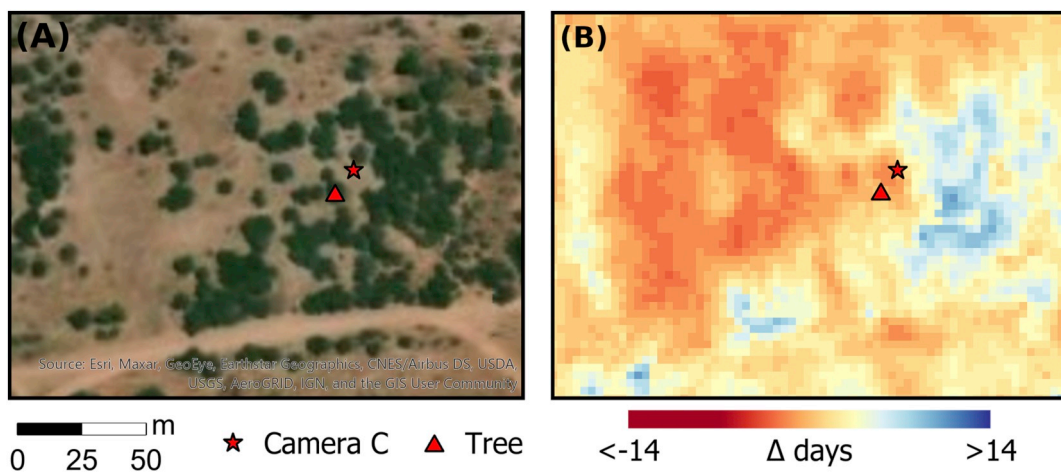 (A)
(B)
Source: Esri, Maxar, GeoEye, Earthstar Geographics, CNES/Airbus DS, USDA,
USGS, AeroGRID, IGN, and the GIS User Community
0 25 50 m
Camera C
Tree
<-14 Δ days >14